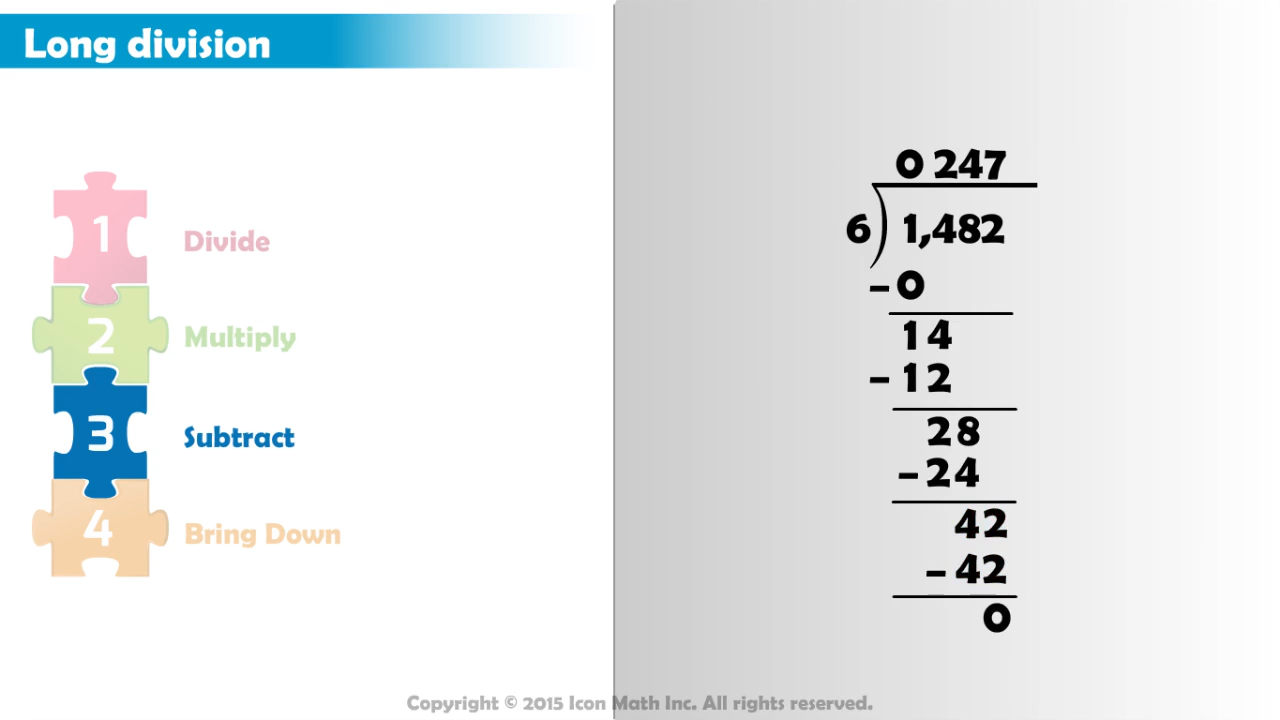 Long division
1 Divide
2 Multiply
3 Subtract
4 Bring Down
0 247
6 ) 1,482
– 0
14
– 12
28
– 24
42
– 42
0
Copyright © 2015 Icon Math Inc. All rights reserved.